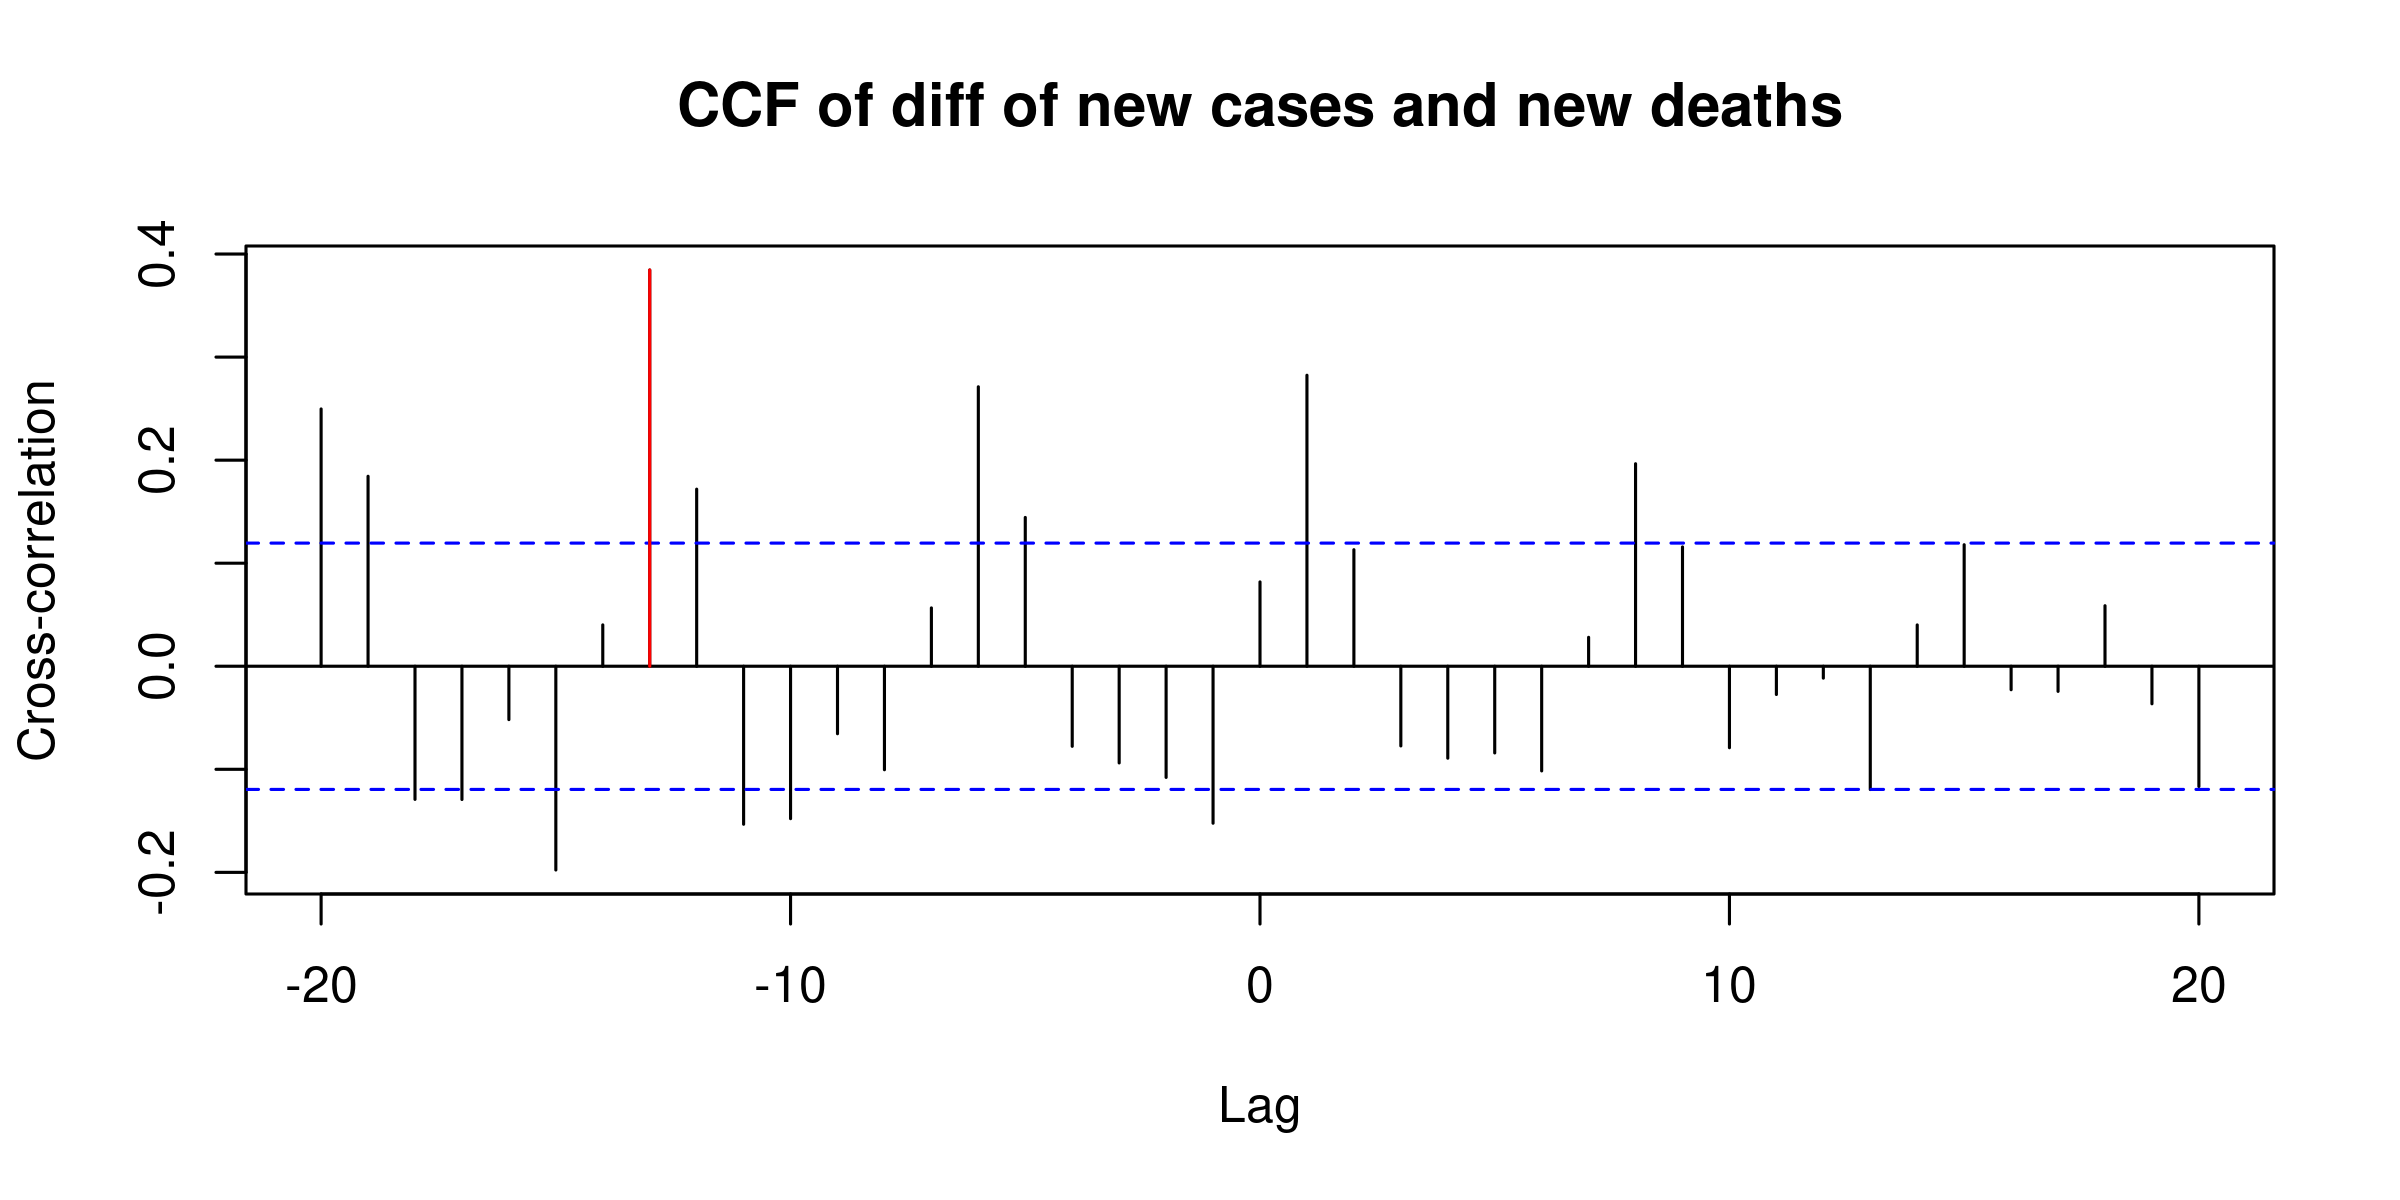 CCF of diff of new cases and new deaths
Cross-correlation
0.4
0.2
0.0
-0.2
-20 -10 0 10 20
Lag